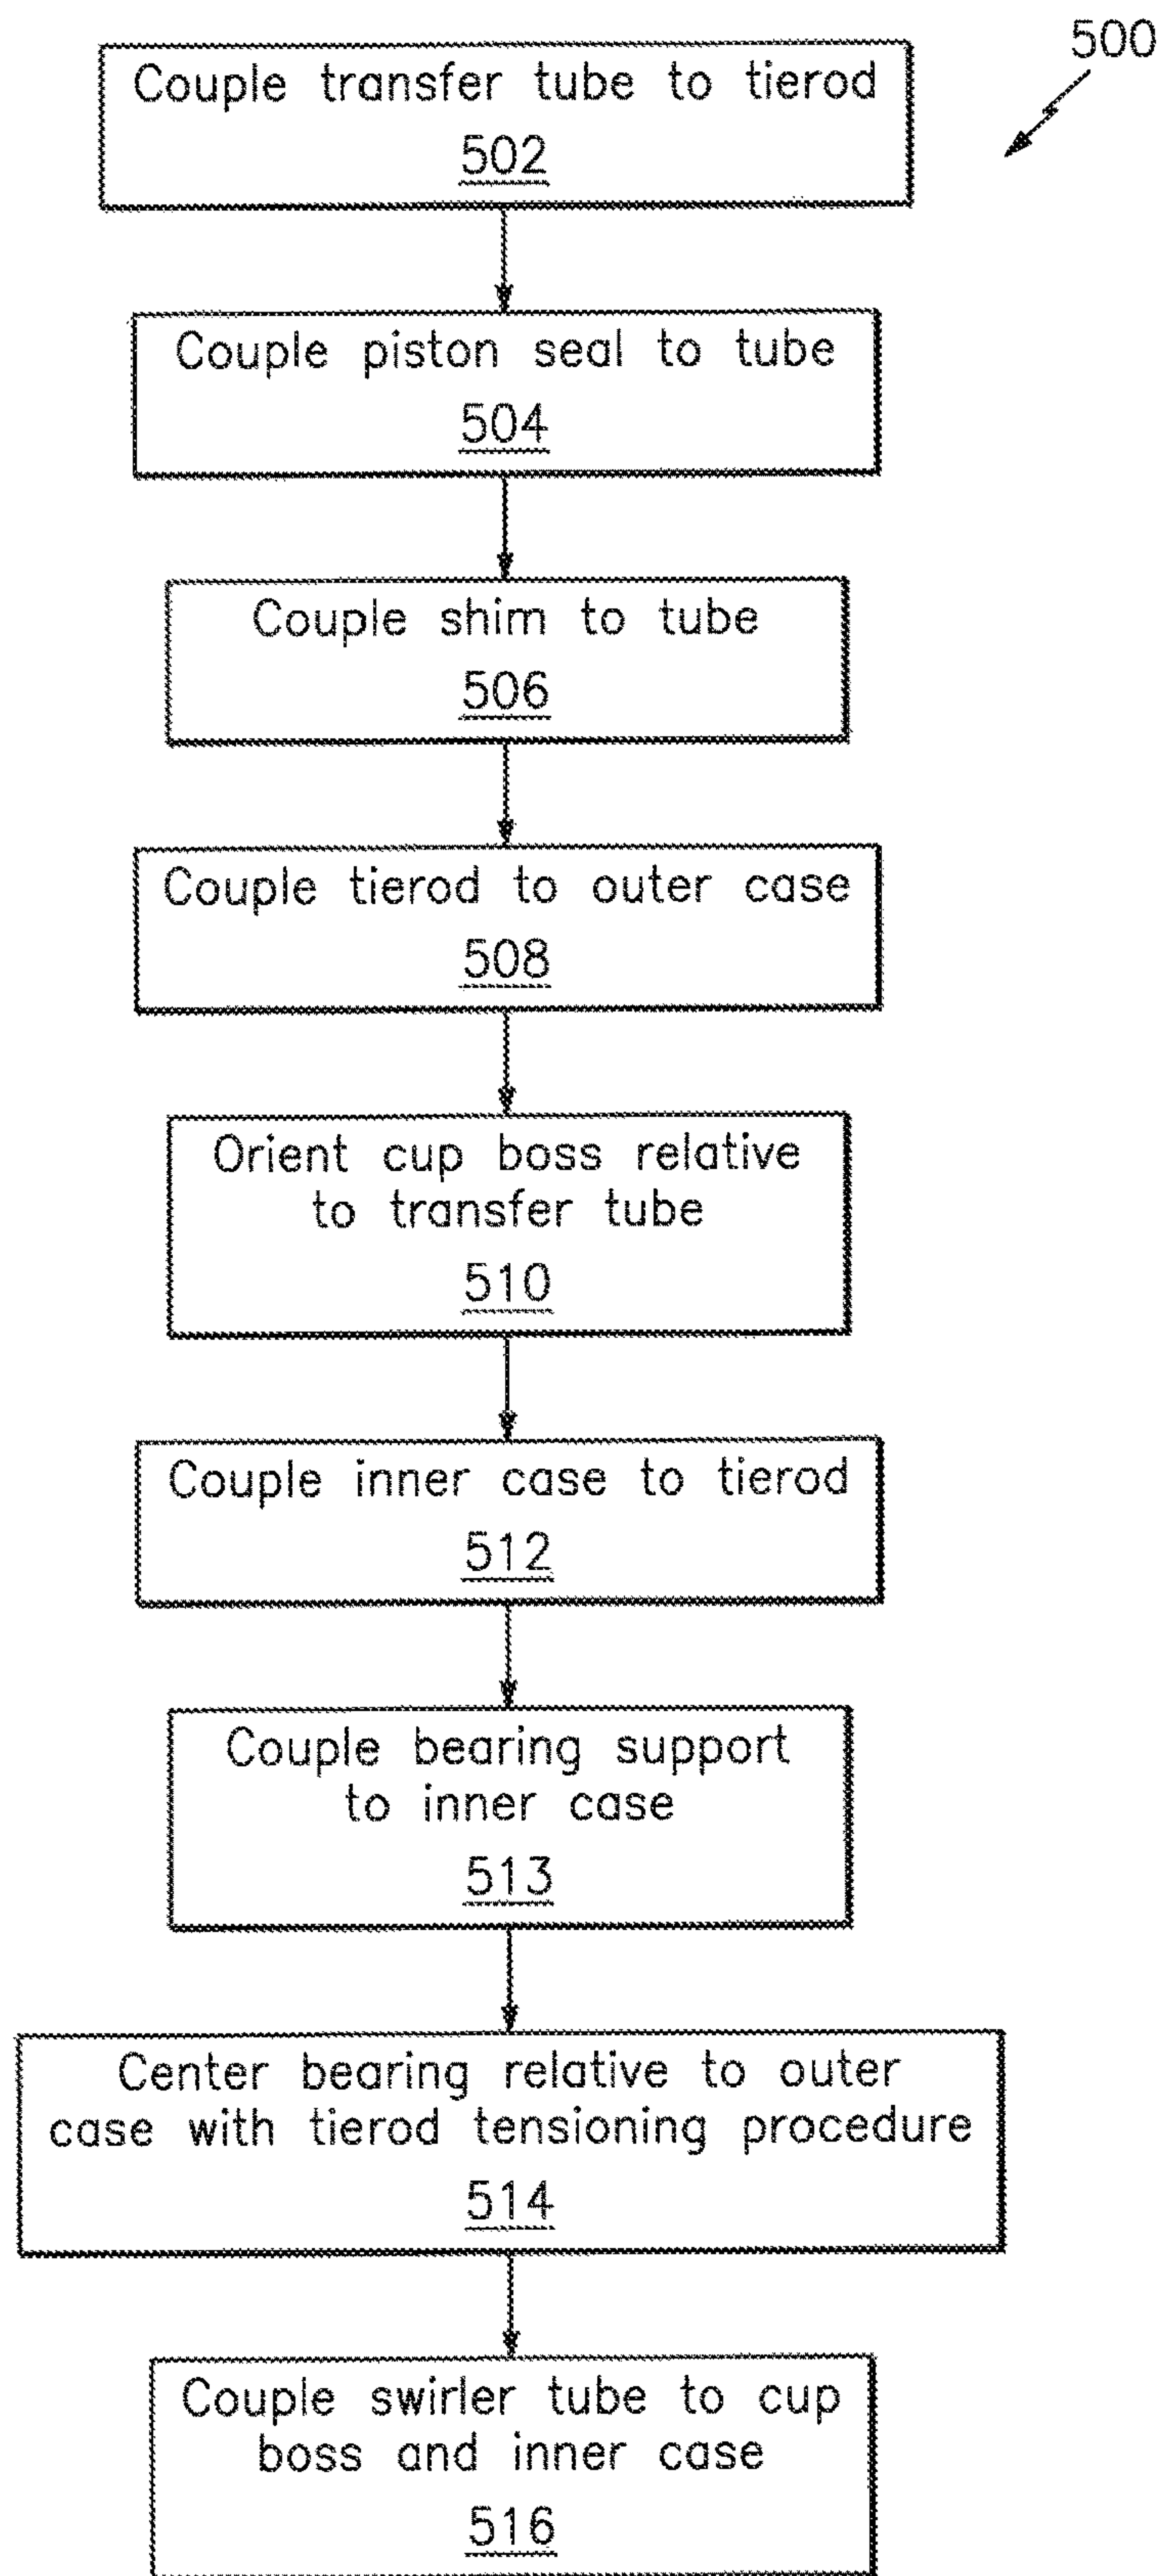 500
Couple transfer tube to tierod
502
Couple piston seal to tube
504
Couple shim to tube
506
Couple tierod to outer case
508
Orient cup boss relative
to transfer tube
510
Couple inner case to tierod
512
Couple bearing support
to inner case
513
Center bearing relative to outer
case with tierod tensioning procedure
514
Couple swirler tube to cup
boss and inner case
516